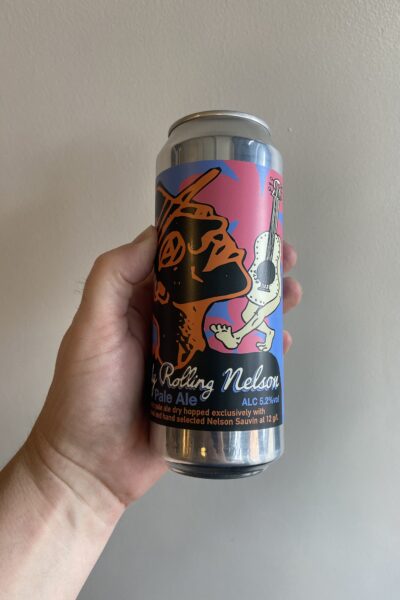 y Rolling Nelson
Pale Ale
ALC 5.2%vol
pale ale dry hopped exclusively with
and hand selected Nelson Sauvin at 12 g/l.